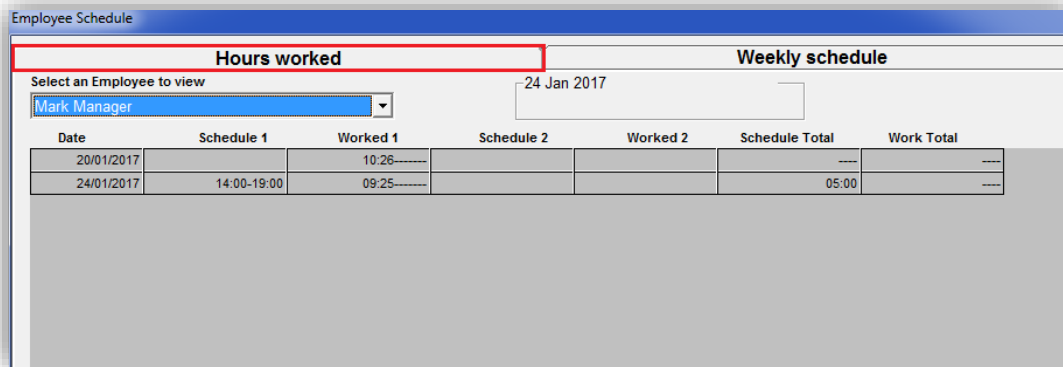 Employee Schedule
Hours worked Weekly schedule
Select an Employee to view 24 Jan 2017
Mark Manager
Date Schedule 1 Worked 1 Schedule 2 Worked 2 Schedule Total Work Total
20/01/2017 10:26------- ---- ----
24/01/2017 14:00-19:00 09:25------- 05:00 ----